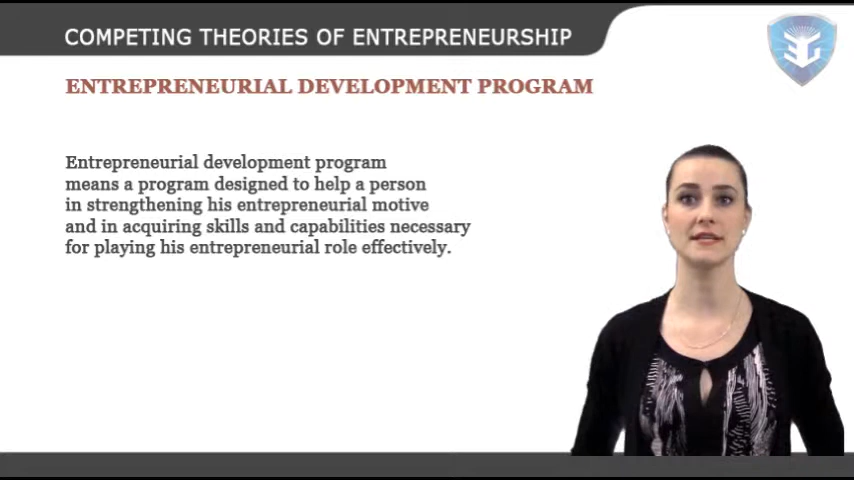 COMPETING THEORIES OF ENTREPRENEURSHIP
ENTREPRENEURIAL DEVELOPMENT PROGRAM
Entrepreneurial development program
means a program designed to help a person
in strengthening his entrepreneurial motive
and in acquiring skills and capabilities necessary
for playing his entrepreneurial role effectively.